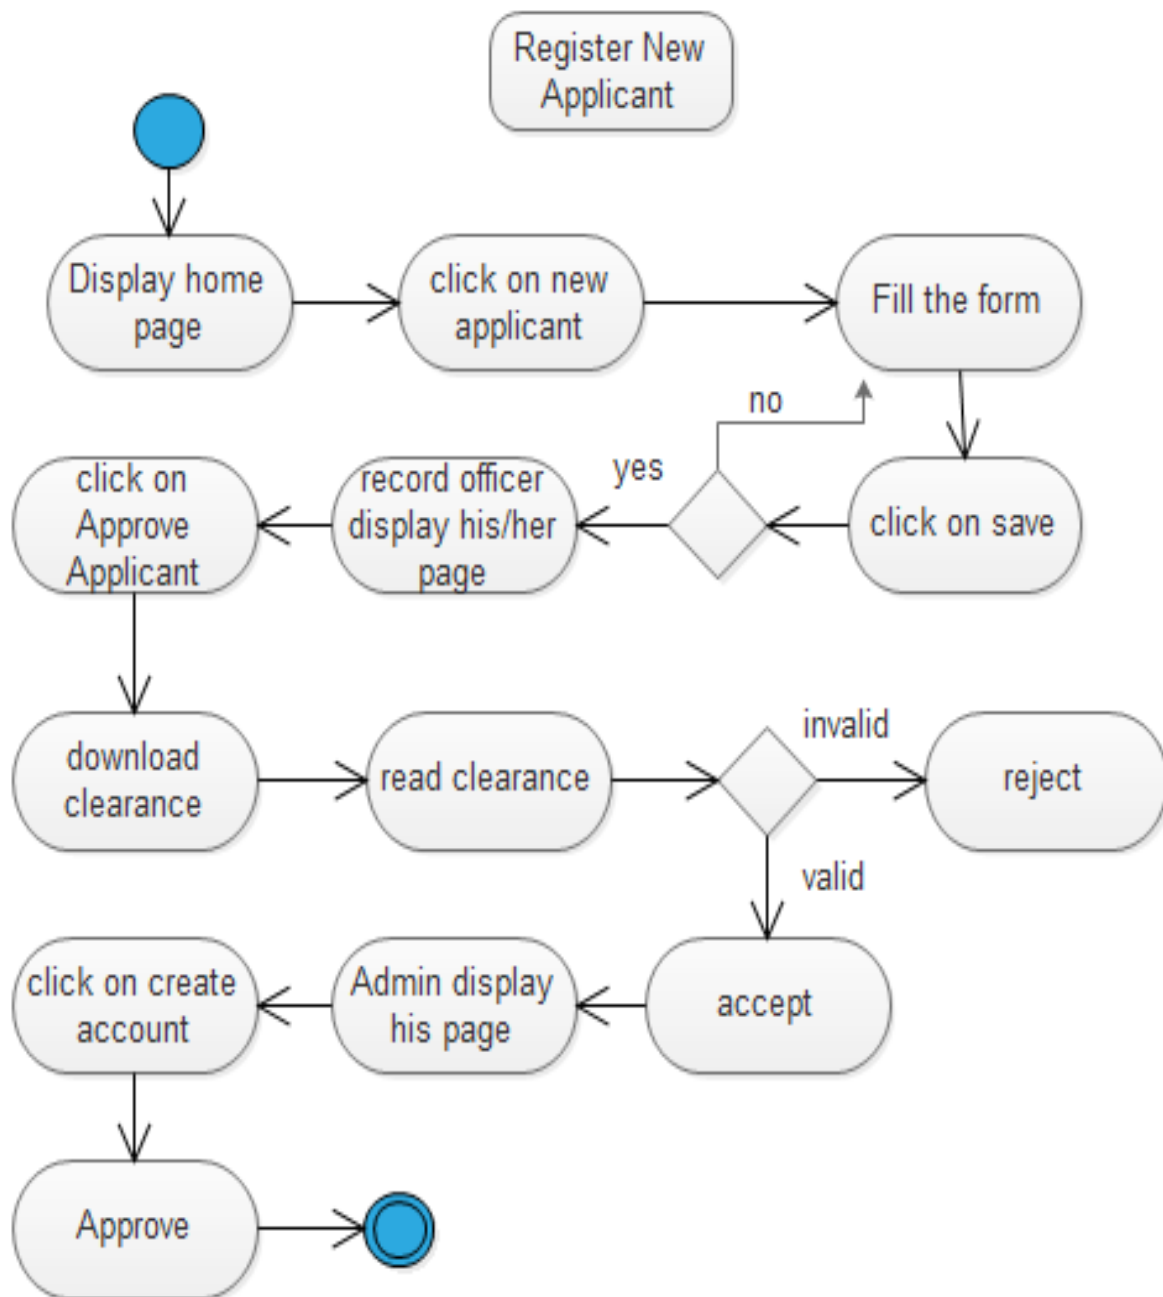 Register New
Applicant
Display home
page
click on new
applicant
Fill the form
no
yes
click on
Approve
Applicant
record officer
display his/her
page
click on save
download
clearance
read clearance
invalid
reject
valid
click on create
account
Admin display
his page
accept
Approve